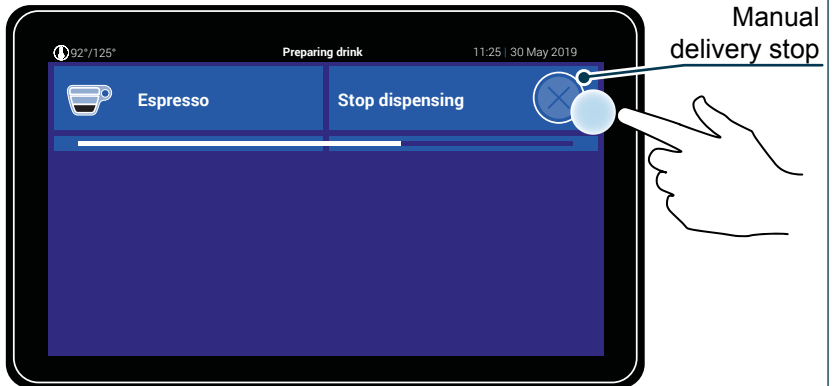 Manual
delivery stop
92°/125° Preparing drink 11:25 | 30 May 2019
Espresso Stop dispensing